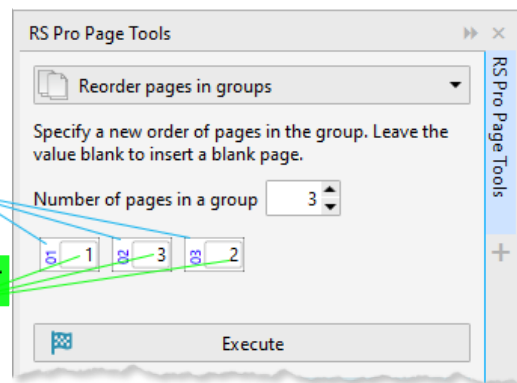 RS Pro Page Tools
RS Pro Page Tools
Reorder pages in groups
Specify a new order of pages in the group. Leave the
value blank to insert a blank page.
Number of pages in a group 3
01 1 02 3 03 2
Execute